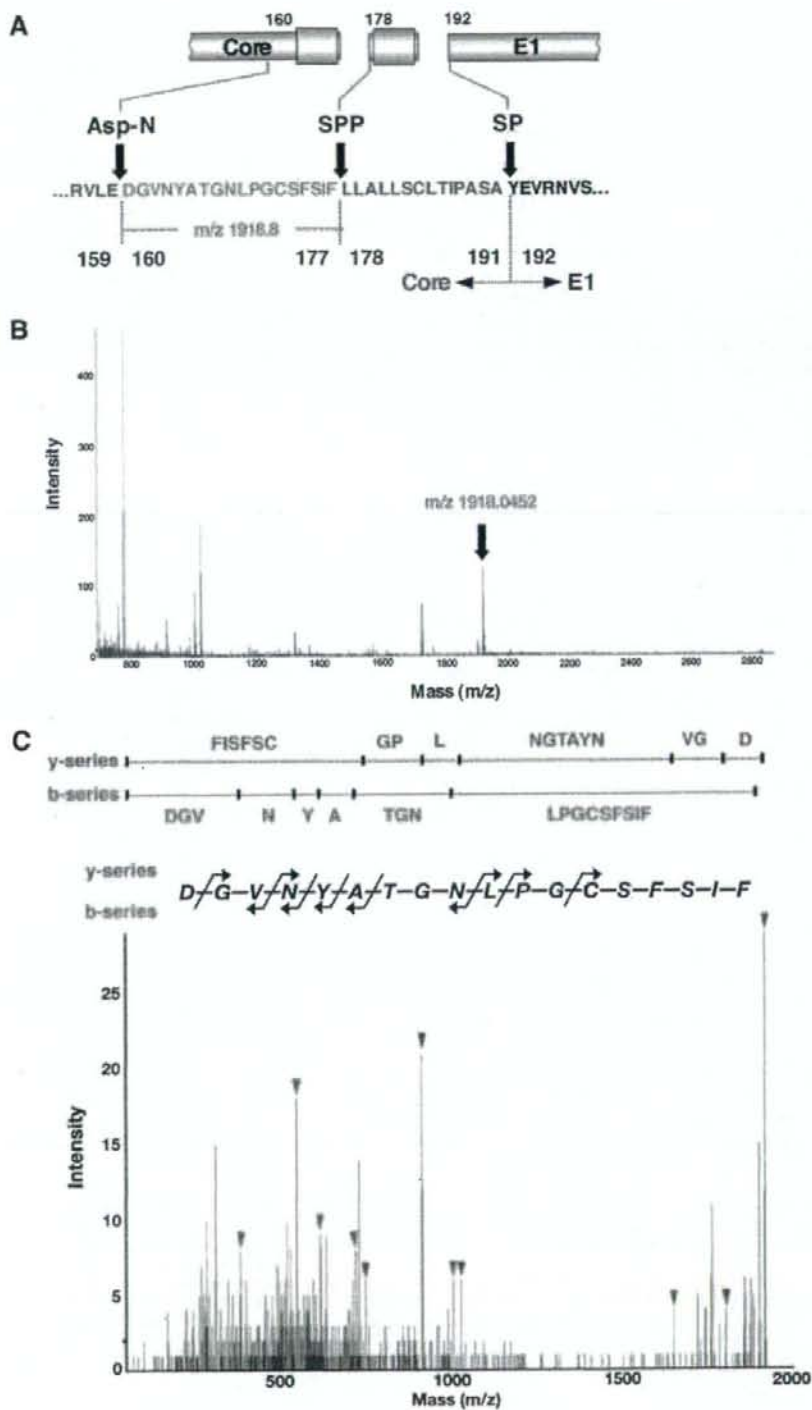 A
160
178
192
Core
E1
Asp-N
SPP
SP
...RVLE DGVNYATGNLPGCSFSIF LLALLSCLTIPASA YEVRNVS...
m/z 1918.8
159 160
177 178
191 192
Core
E1
B
400
300
200
100
0
Intensity
m/z 1918.0452
800 1000 1200 1400 1600 1800 2000 2200 2400 2600 2800
Mass (m/z)
C
FISFSC GP L NGTAYN VG D
y-series
b-series
DGV N Y A TGN LPGCSFSIF
y-series
D G V N Y A T G N L P G C S F S I F
b-series
25
20
15
10
5
0
Intensity
500 1000 1500 2000
Mass (m/z)